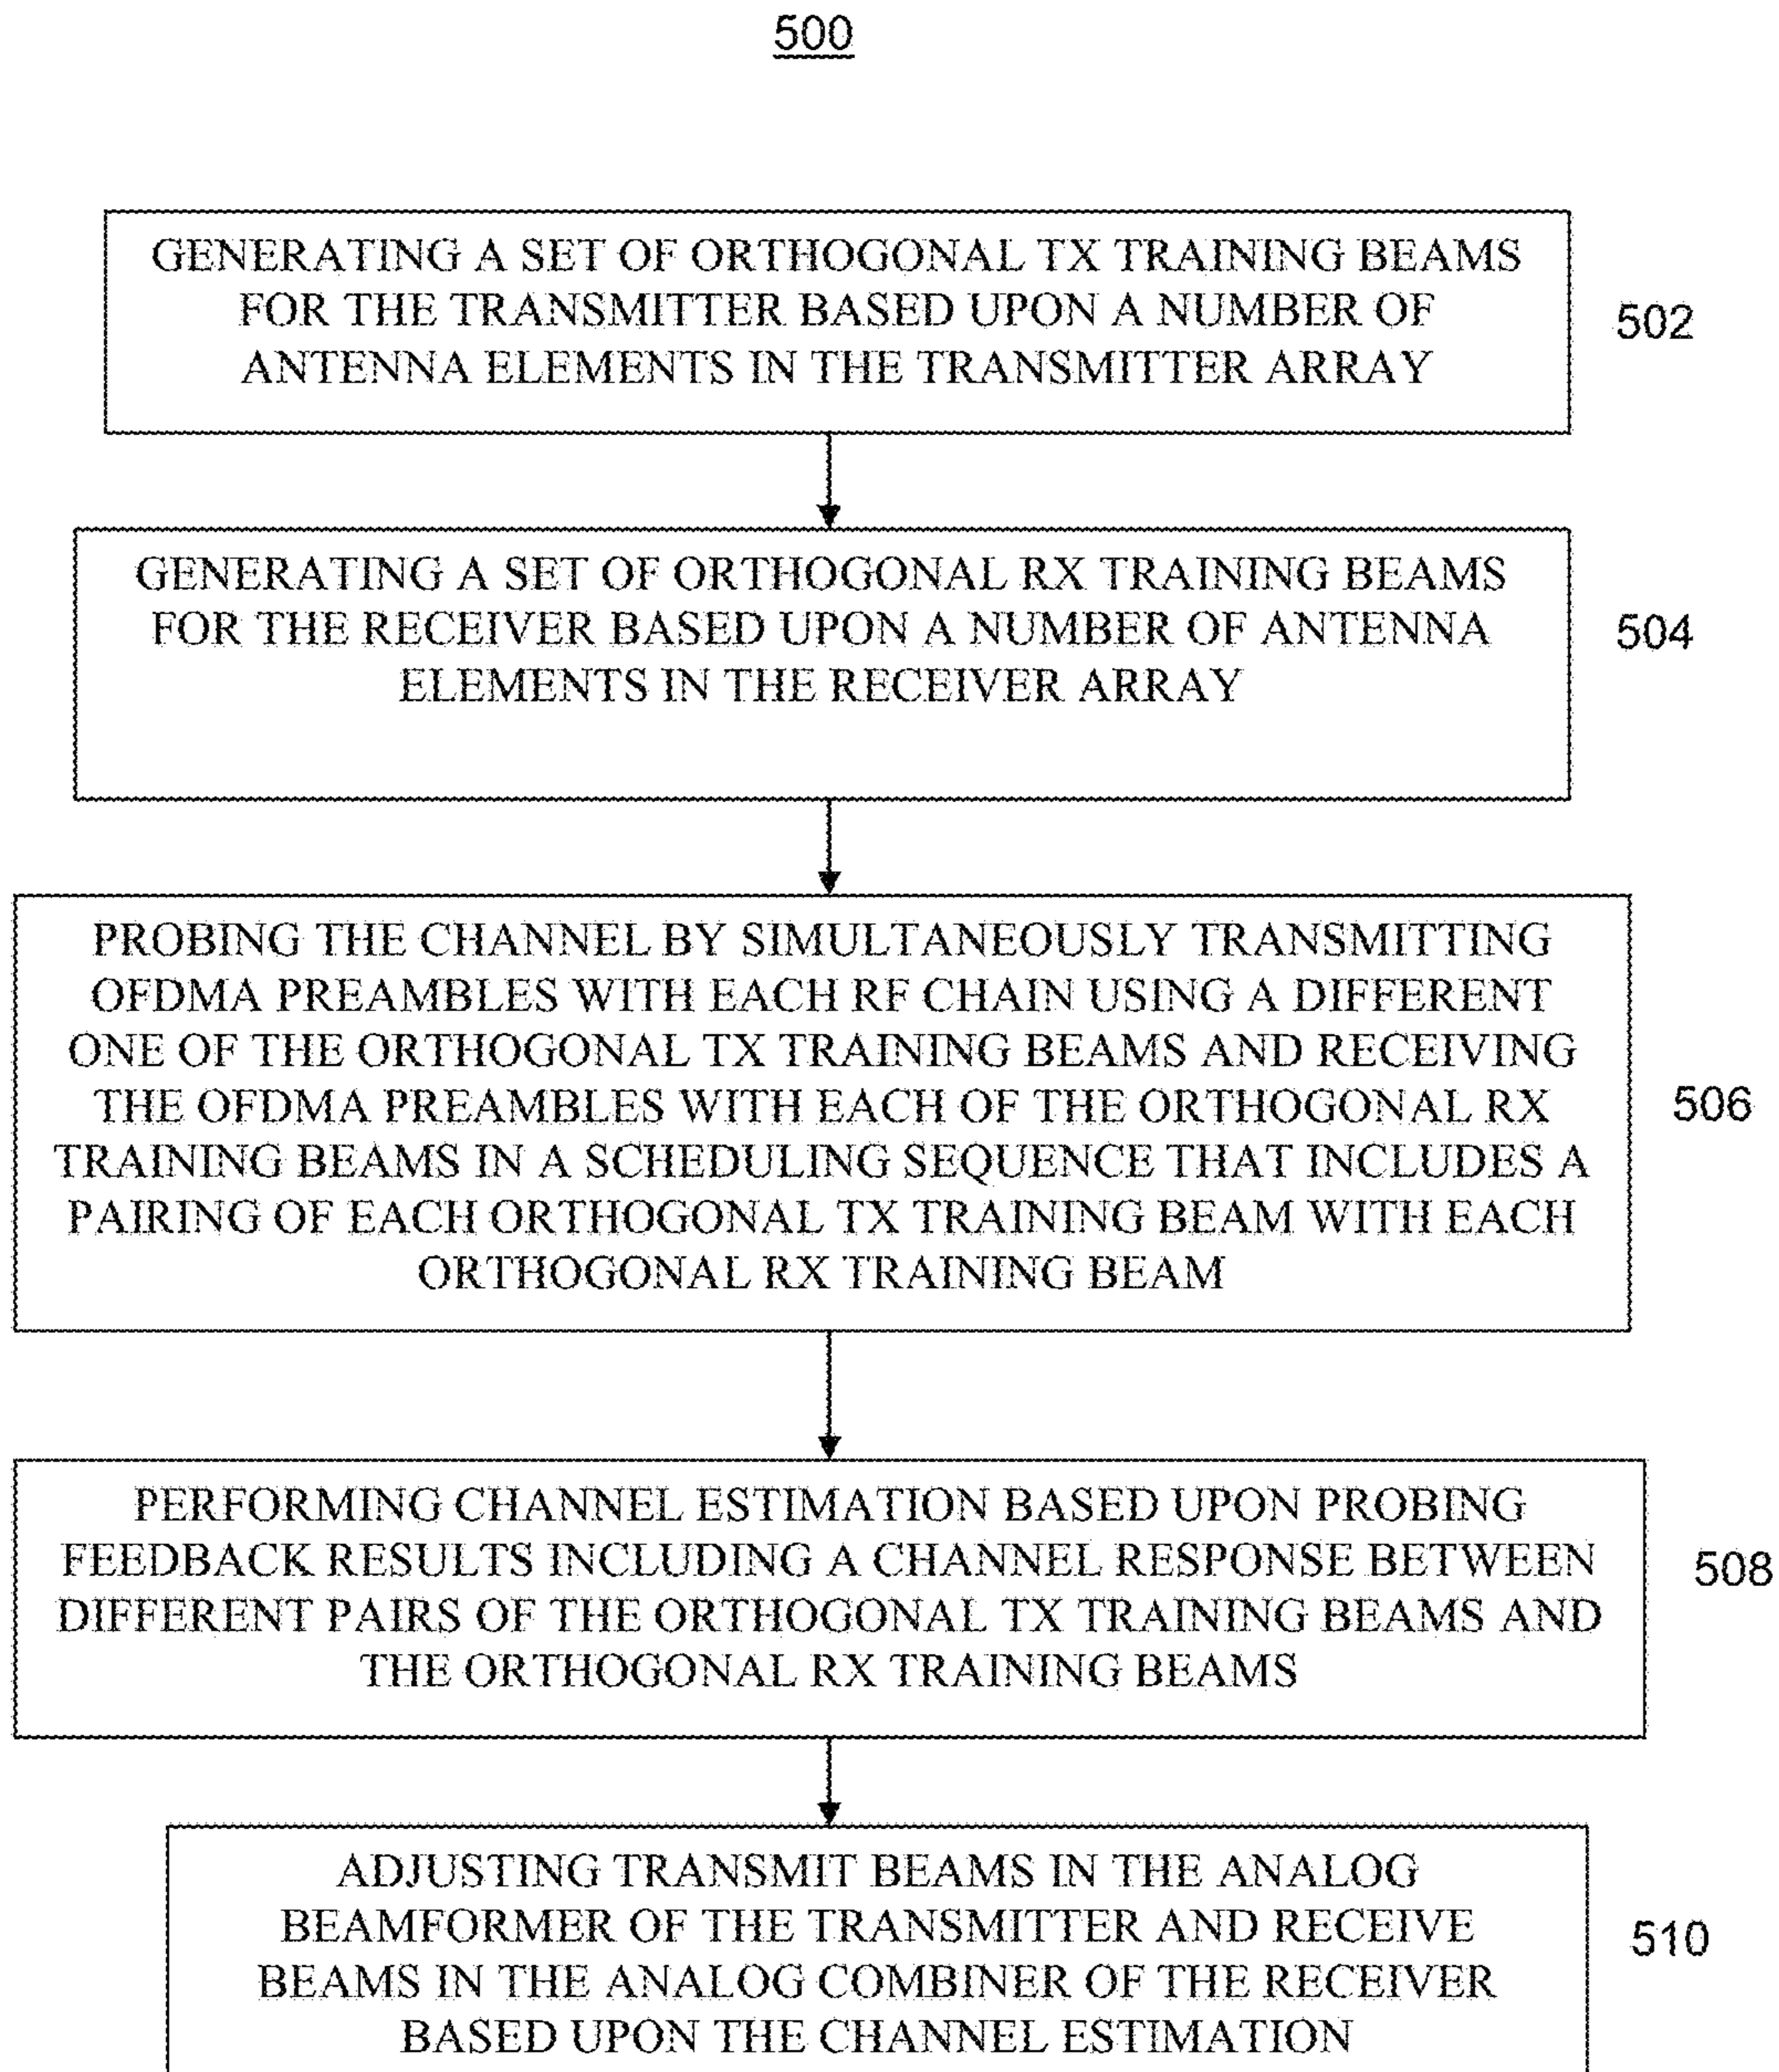 500
GENERATING A SET OF ORTHOGONAL TX TRAINING BEAMS
FOR THE TRANSMITTER BASED UPON A NUMBER OF
ANTENNA ELEMENTS IN THE TRANSMITTER ARRAY
502
GENERATING A SET OF ORTHOGONAL RX TRAINING BEAMS
FOR THE RECEIVER BASED UPON A NUMBER OF ANTENNA
ELEMENTS IN THE RECEIVER ARRAY
504
PROBING THE CHANNEL BY SIMULTANEOUSLY TRANSMITTING
OFDMA PREAMBLES WITH EACH RF CHAIN USING A DIFFERENT
ONE OF THE ORTHOGONAL TX TRAINING BEAMS AND RECEIVING
THE OFDMA PREAMBLES WITH EACH OF THE ORTHOGONAL RX
TRAINING BEAMS IN A SCHEDULING SEQUENCE THAT INCLUDES A
PAIRING OF EACH ORTHOGONAL TX TRAINING BEAM WITH EACH
ORTHOGONAL RX TRAINING BEAM
506
PERFORMING CHANNEL ESTIMATION BASED UPON PROBING
FEEDBACK RESULTS INCLUDING A CHANNEL RESPONSE BETWEEN
DIFFERENT PAIRS OF THE ORTHOGONAL TX TRAINING BEAMS AND
THE ORTHOGONAL RX TRAINING BEAMS
508
ADJUSTING TRANSMIT BEAMS IN THE ANALOG
BEAMFORMER OF THE TRANSMITTER AND RECEIVE
BEAMS IN THE ANALOG COMBINER OF THE RECEIVER
BASED UPON THE CHANNEL ESTIMATION
510